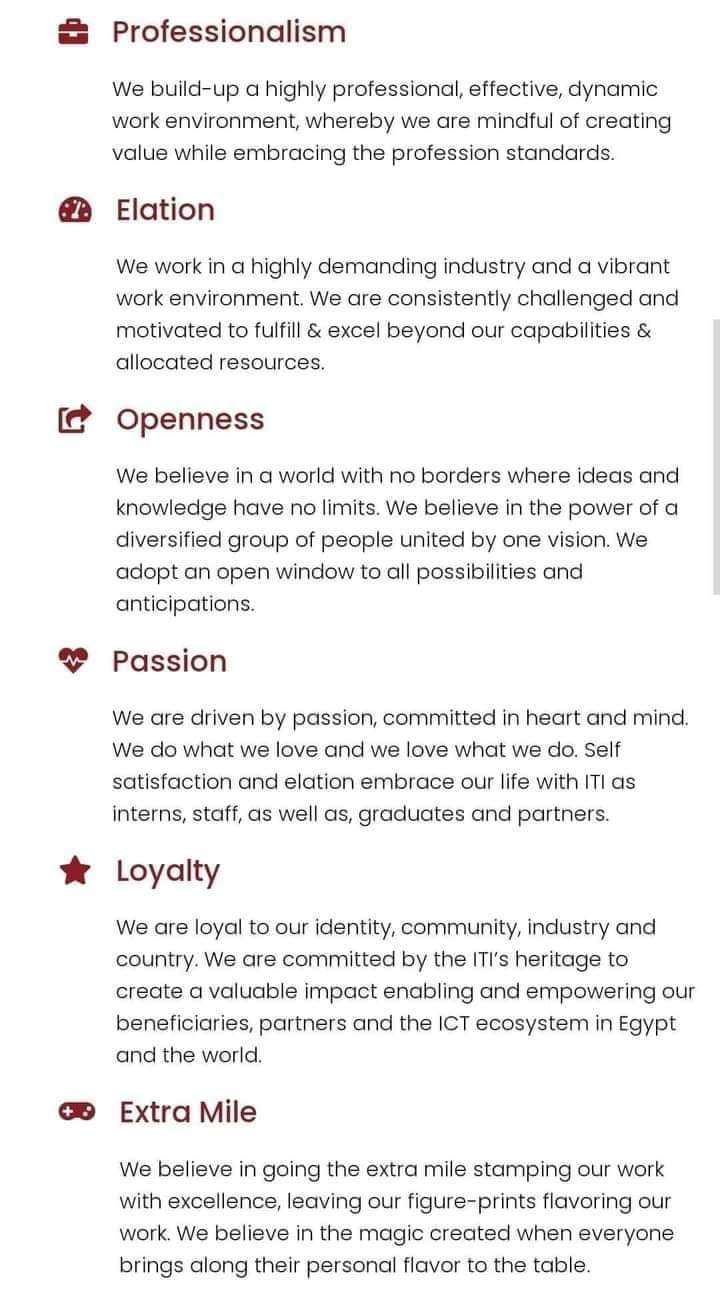 Professionalism
We build-up a highly professional, effective, dynamic
work environment, whereby we are mindful of creating
value while embracing the profession standards.
Elation
We work in a highly demanding industry and a vibrant
work environment. We are consistently challenged and
motivated to fulfill & excel beyond our capabilities &
allocated resources.
Openness
We believe in a world with no borders where ideas and
knowledge have no limits. We believe in the power of a
diversified group of people united by one vision. We
adopt an open window to all possibilities and
anticipations.
Passion
We are driven by passion, committed in heart and mind.
We do what we love and we love what we do. Self
satisfaction and elation embrace our life with ITI as
interns, staff, as well as, graduates and partners.
Loyalty
We are loyal to our identity, community, industry and
country. We are committed by the ITI’s heritage to
create a valuable impact enabling and empowering our
beneficiaries, partners and the ICT ecosystem in Egypt
and the world.
Extra Mile
We believe in going the extra mile stamping our work
with excellence, leaving our figure-prints flavoring our
work. We believe in the magic created when everyone
brings along their personal flavor to the table.